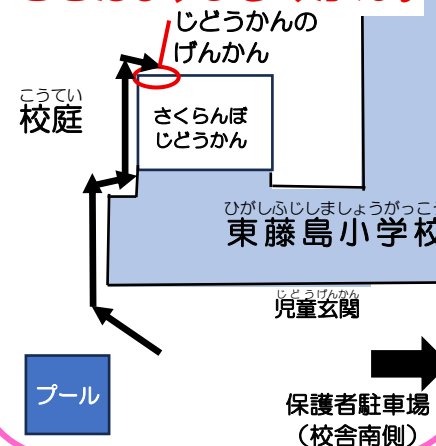 じどうかんの
げんかん
こうてい
校庭
さくらんぼ
じどうかん
ひがしふじしましょうがっこう
東藤島小学校
じどうげんかん
児童玄関
プール
保護者駐車場
（校舎南側）